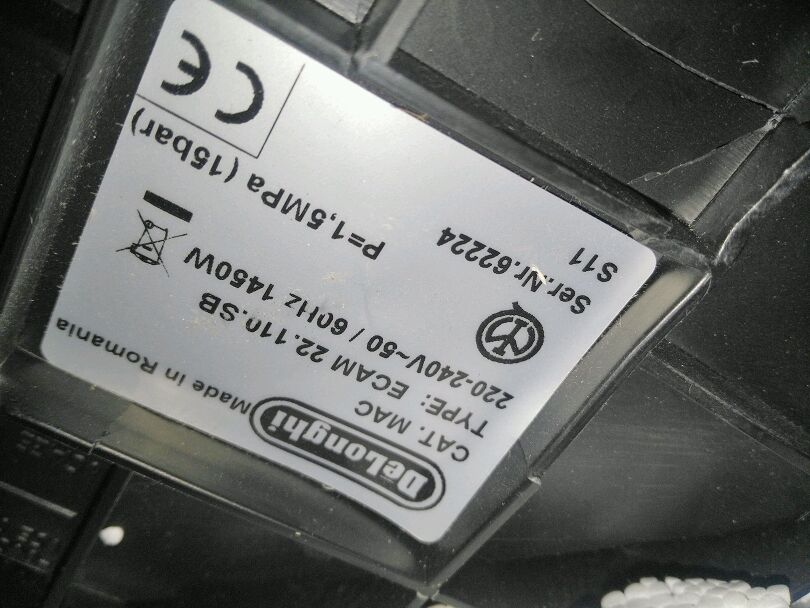 DeLonghi Made in Romania
CAT. MAC
TYPE: ECAM 22.110.SB
220-240V~50 / 60Hz 1450W
P=1,5MPa (15bar)
Ser.Nr.62224
S11
CE